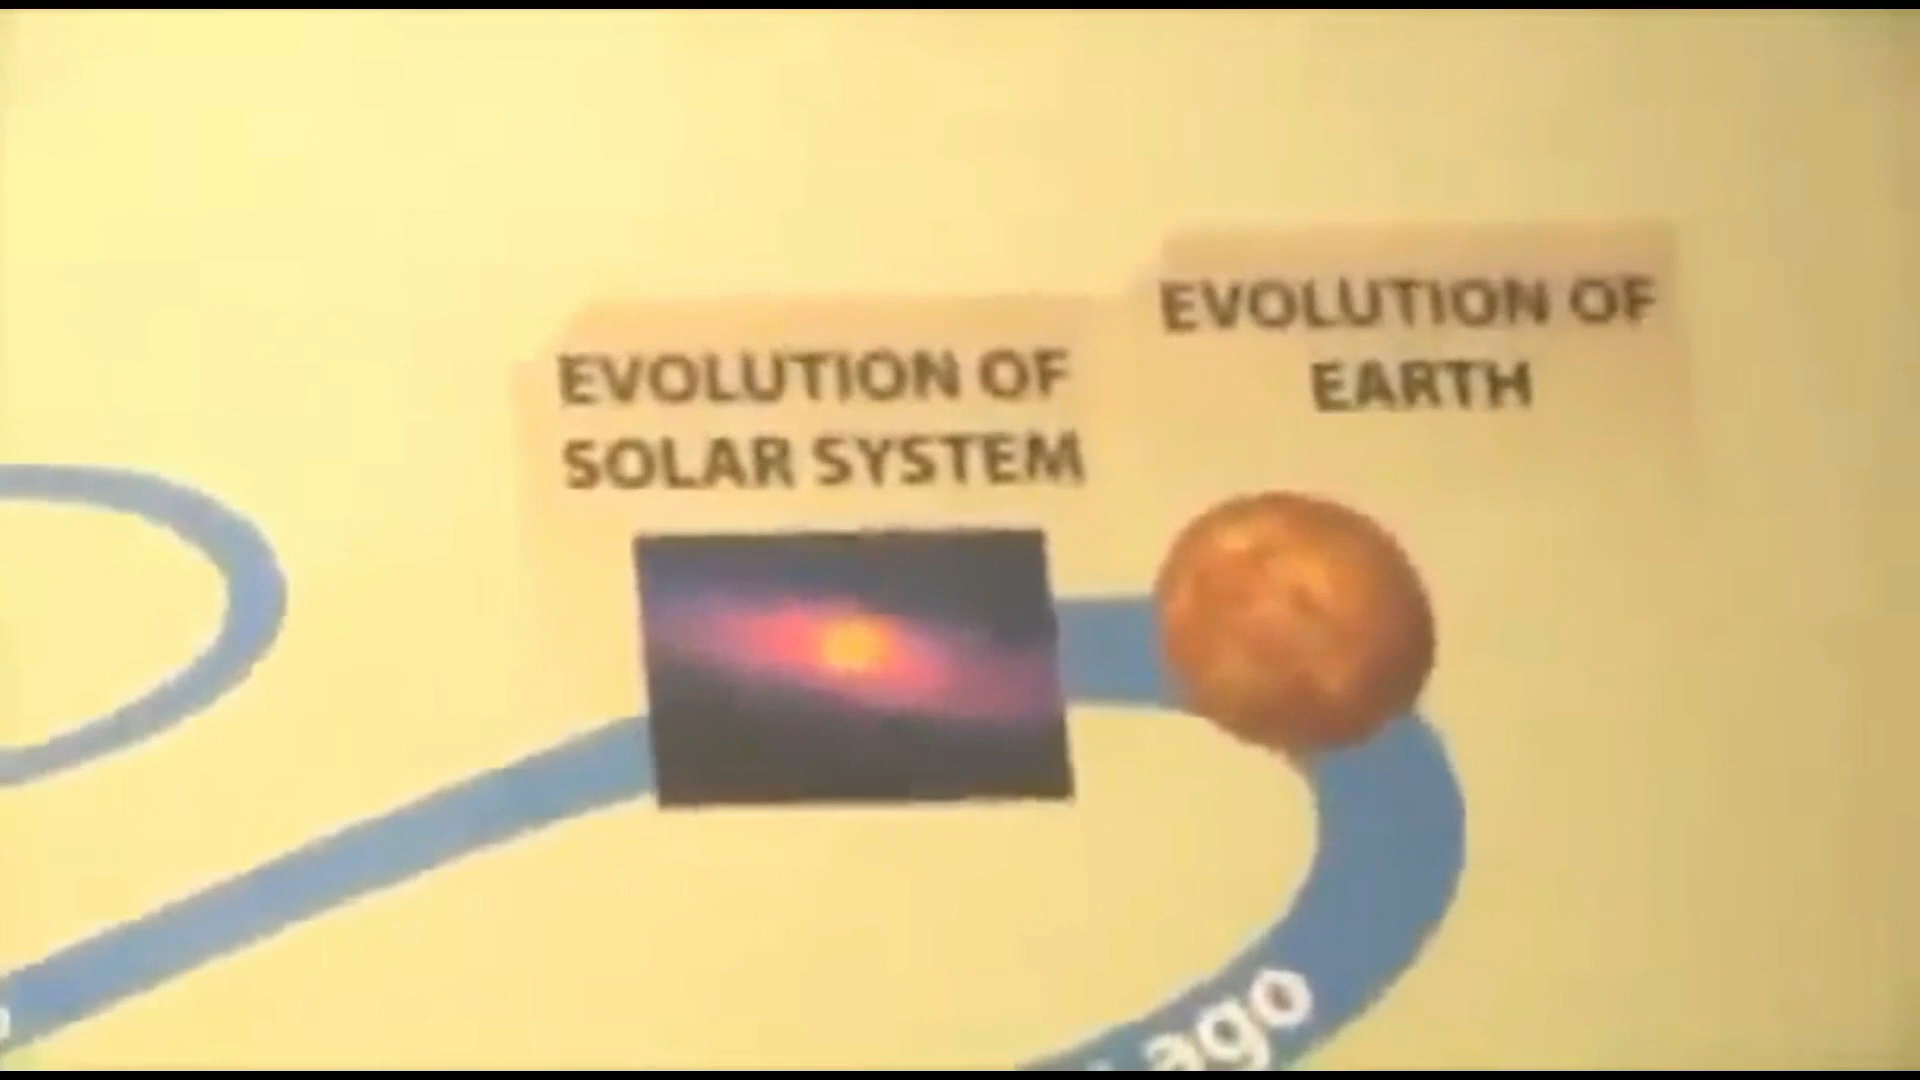 EVOLUTION OF
SOLAR SYSTEM
EVOLUTION OF
EARTH
ago